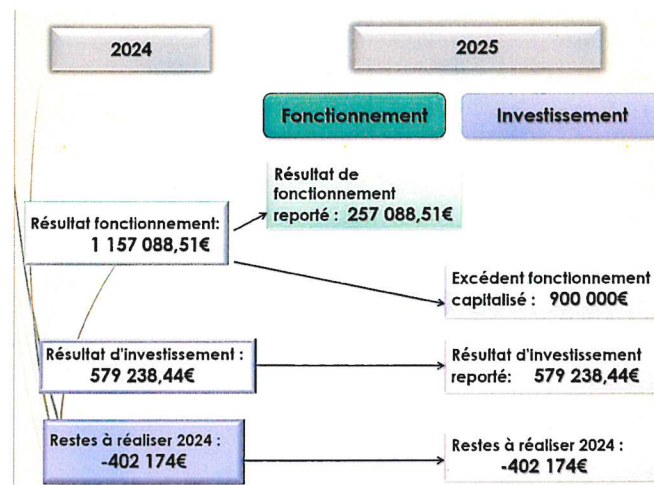 2024
2025
Fonctionnement
Investissement
Résultat de
fonctionnement
reporté : 257 088,51€
Résultat fonctionnement:
1 157 088,51€
Excédent fonctionnement
capitalisé : 900 000€
Résultat d'investissement :
579 238,44€
Résultat d'Investissement
reporté: 579 238,44€
Restes à réaliser 2024 :
-402 174€
Restes à réaliser 2024 :
-402 174€